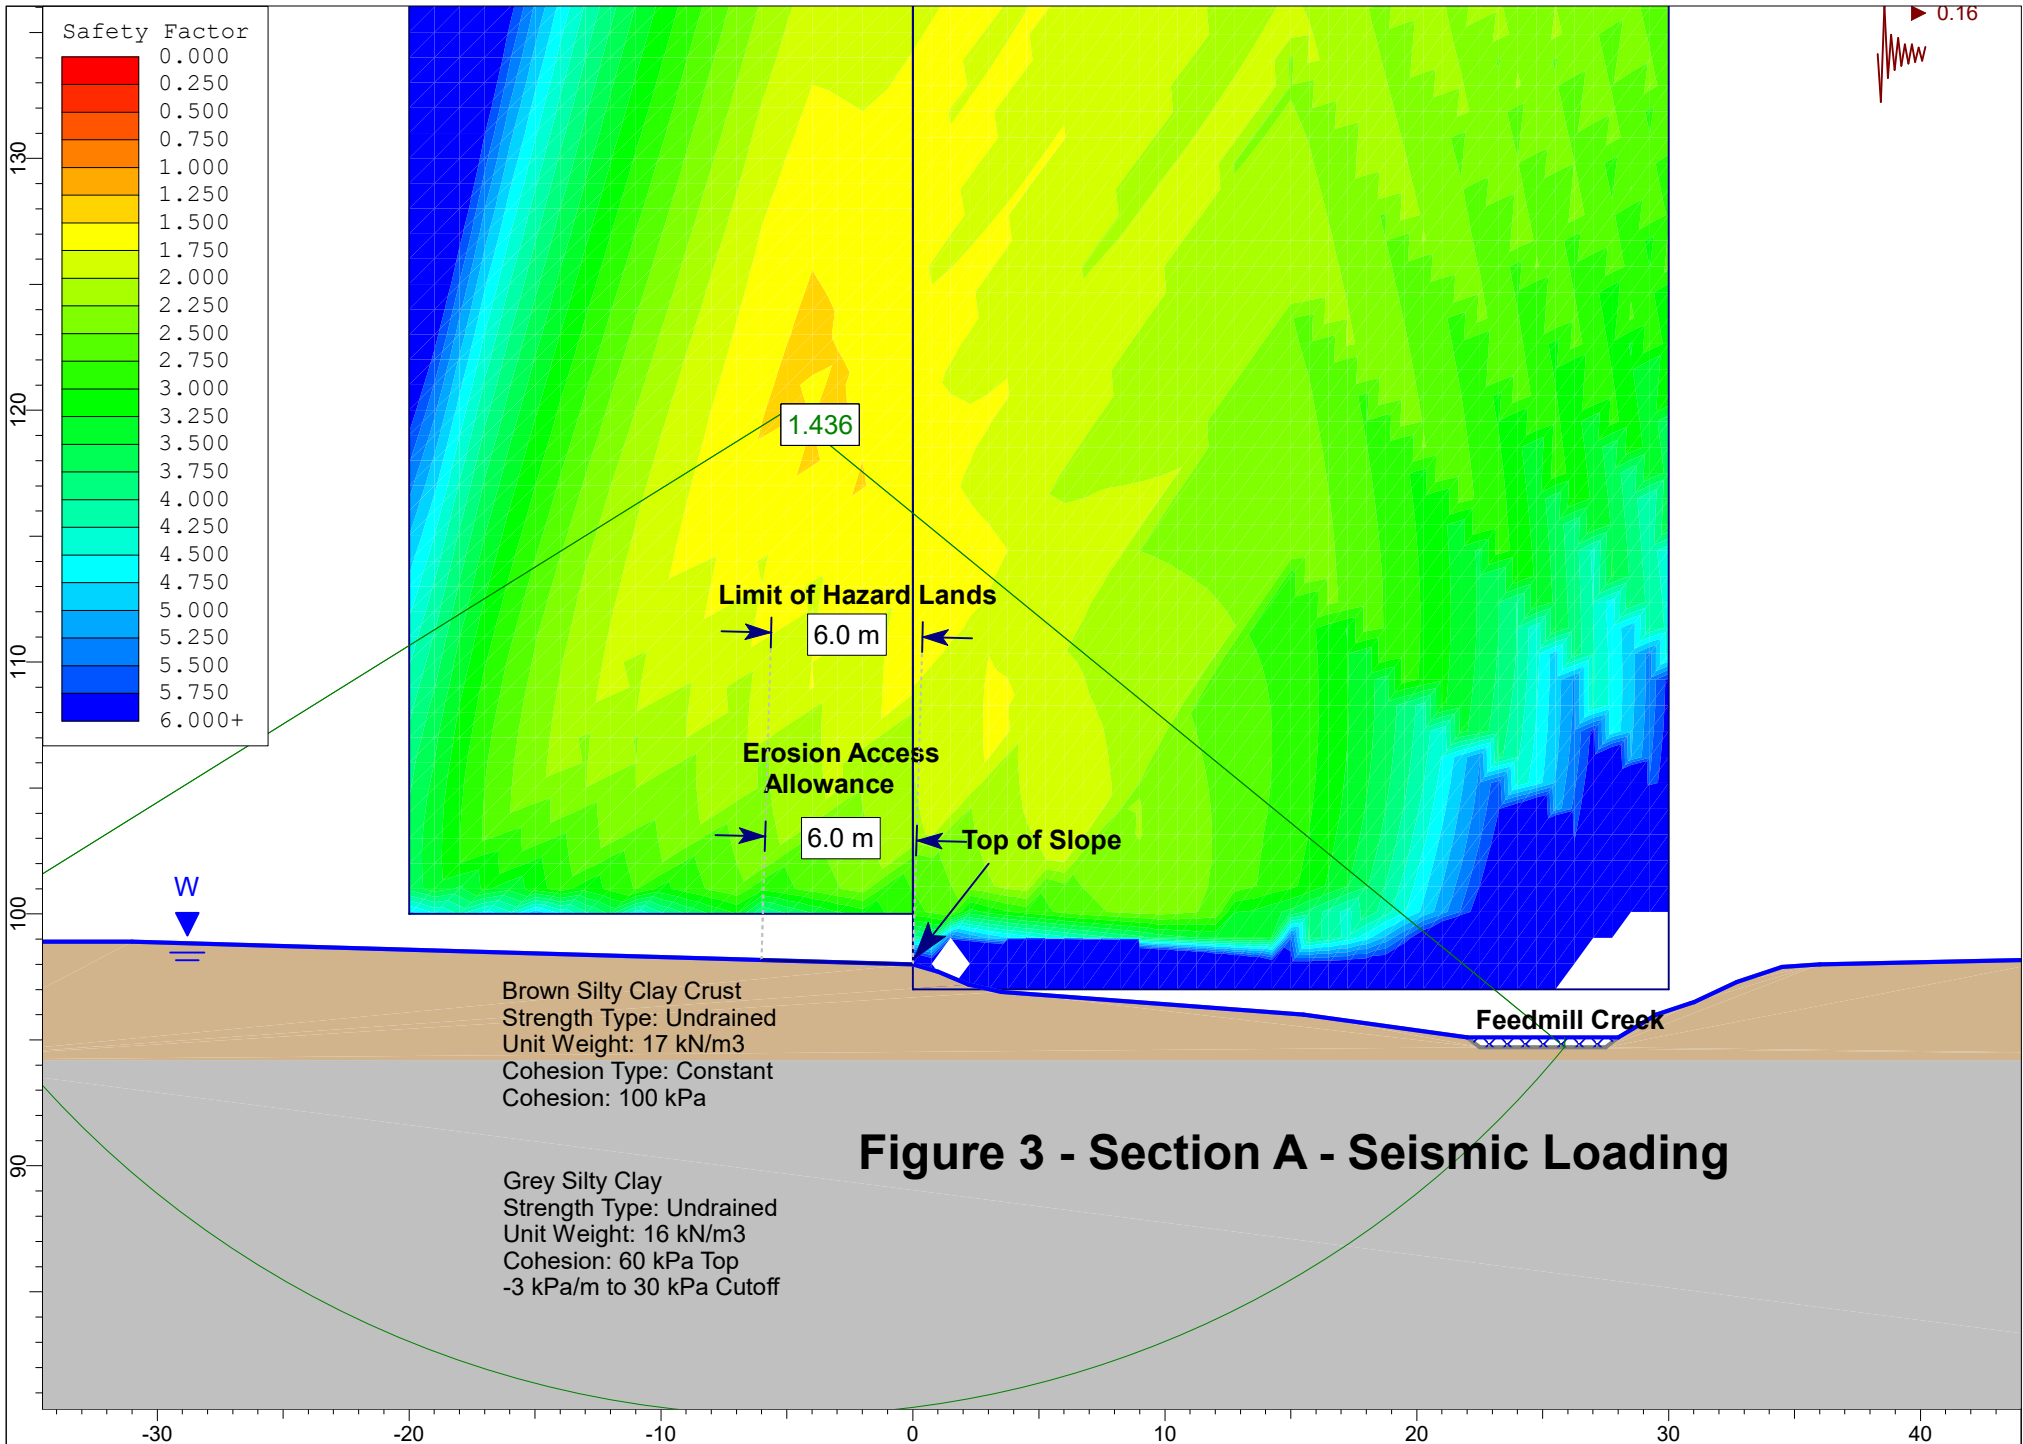 Safety Factor
0.000
0.250
0.500
0.750
1.000
1.250
1.500
1.750
2.000
2.250
2.500
2.750
3.000
3.250
3.500
3.750
4.000
4.250
4.500
4.750
5.000
5.250
5.500
5.750
6.000+
0.16
130
120
110
100
90
1.436
Limit of Hazard Lands
6.0 m
Erosion Access
Allowance
6.0 m
Top of Slope
W
Brown Silty Clay Crust
Strength Type: Undrained
Unit Weight: 17 kN/m3
Cohesion Type: Constant
Cohesion: 100 kPa
Feedmill Creek
Figure 3 - Section A - Seismic Loading
Grey Silty Clay
Strength Type: Undrained
Unit Weight: 16 kN/m3
Cohesion: 60 kPa Top
-3 kPa/m to 30 kPa Cutoff
-30
-20
-10
0
10
20
30
40